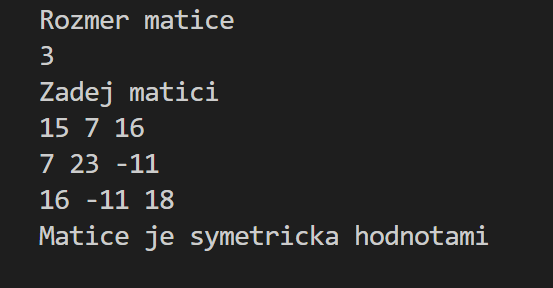 Rozmer matice
3
Zadej matici
15 7 16
7 23 -11
16 -11 18
Matice je symetricka hodnotami